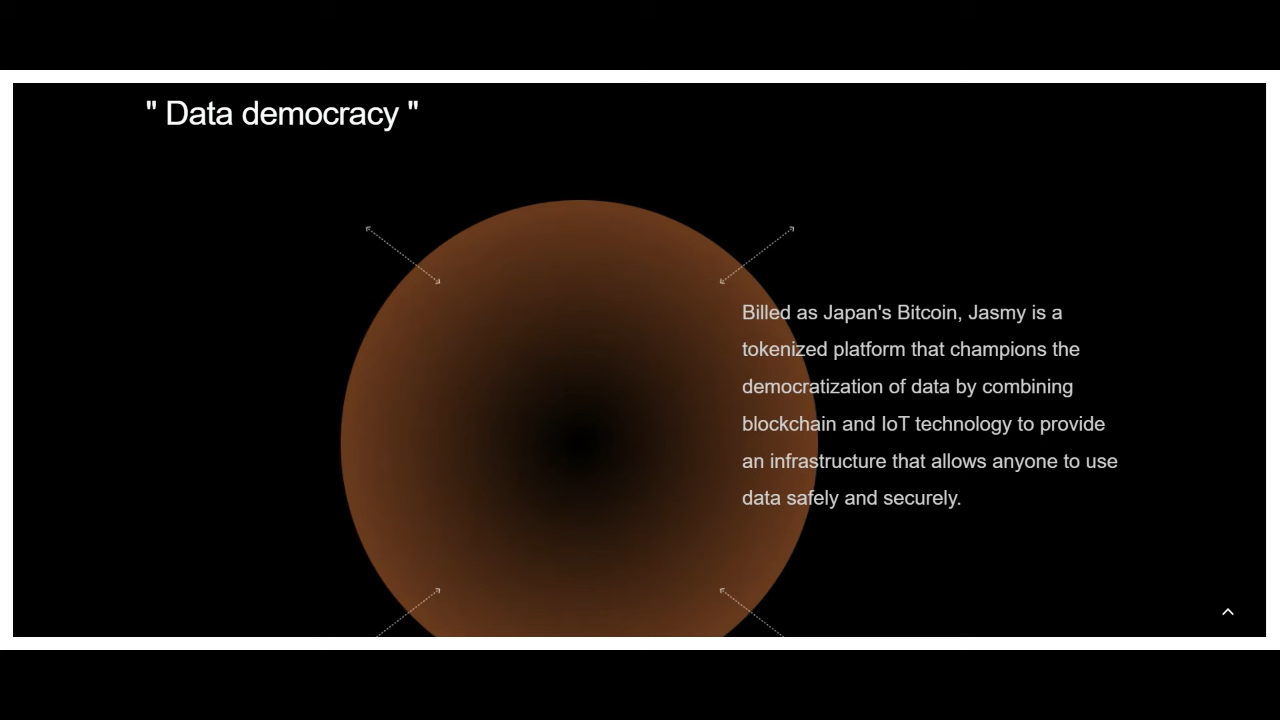 " Data democracy "
Billed as Japan's Bitcoin, Jasmy is a
tokenized platform that champions the
democratization of data by combining
blockchain and IoT technology to provide
an infrastructure that allows anyone to use
data safely and securely.